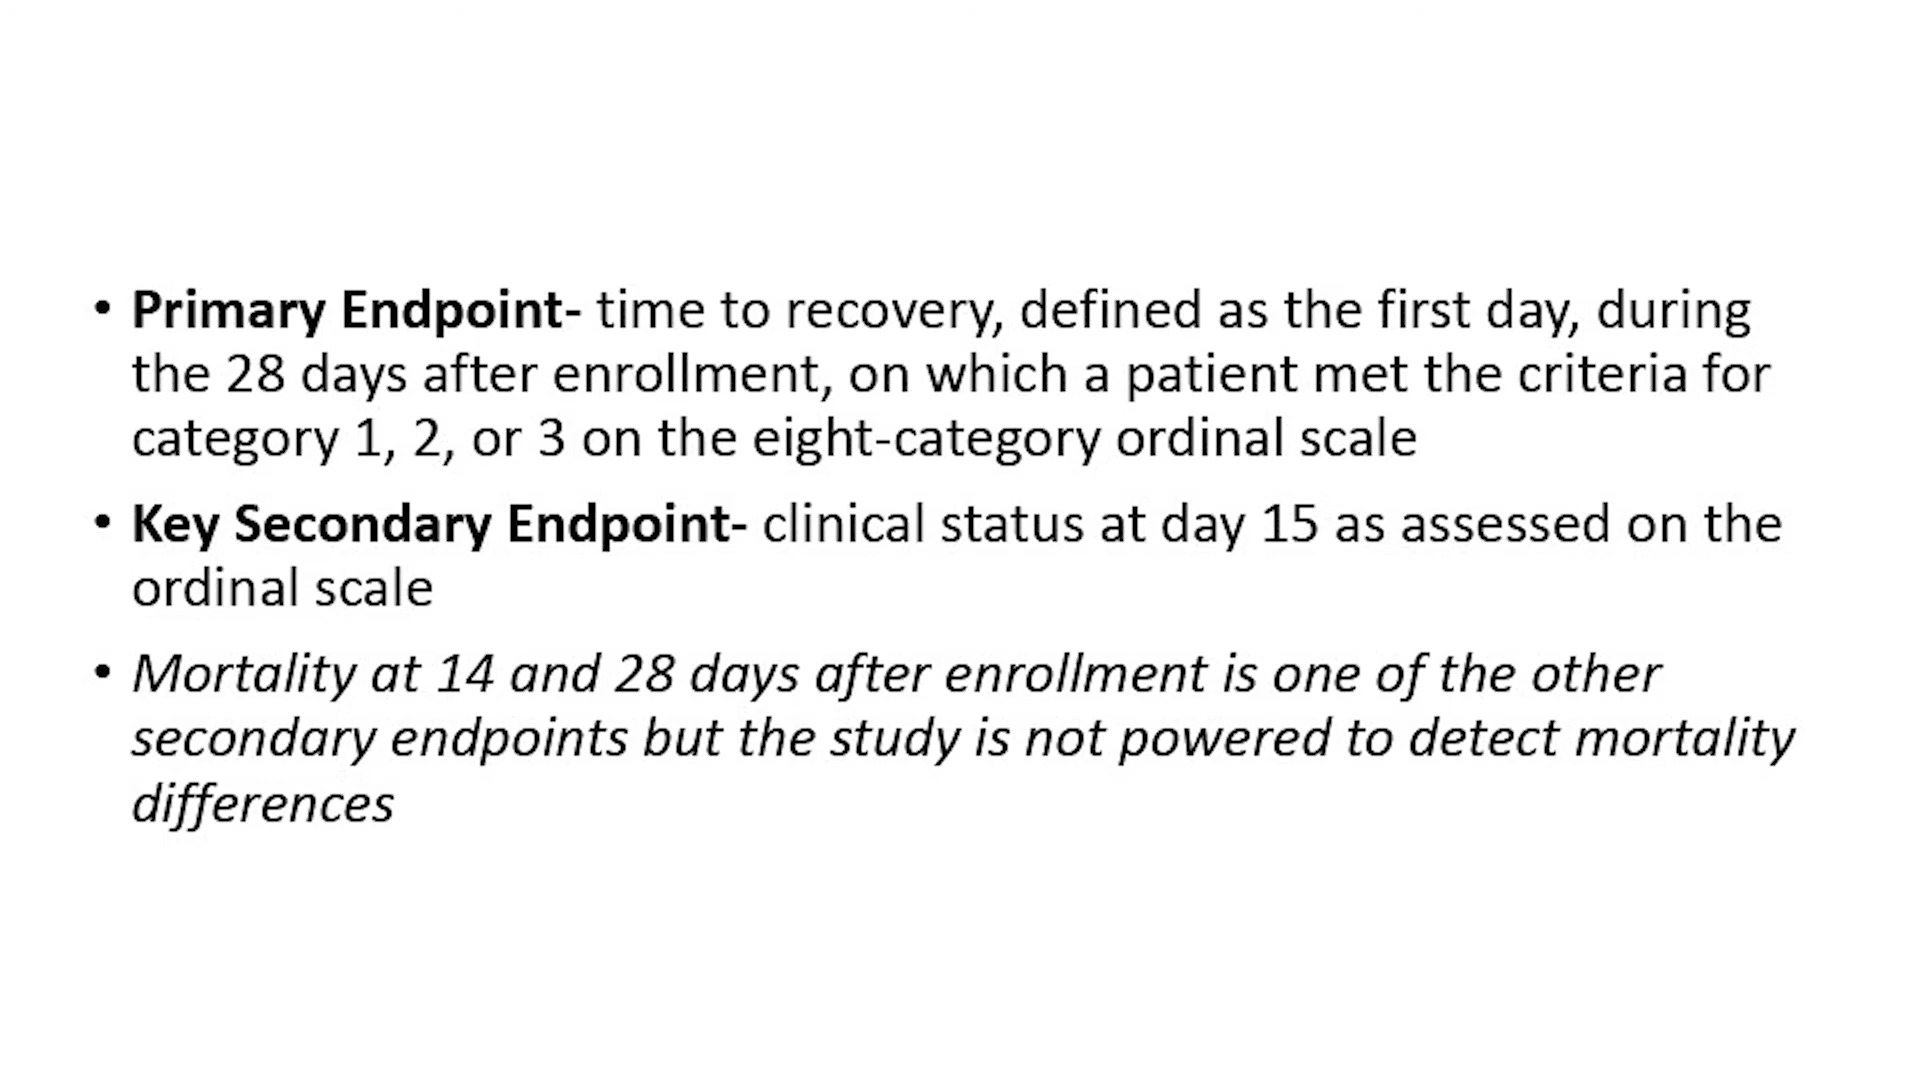 • Primary Endpoint- time to recovery, defined as the first day, during
the 28 days after enrollment, on which a patient met the criteria for
category 1, 2, or 3 on the eight-category ordinal scale
• Key Secondary Endpoint- clinical status at day 15 as assessed on the
ordinal scale
• Mortality at 14 and 28 days after enrollment is one of the other
secondary endpoints but the study is not powered to detect mortality
differences